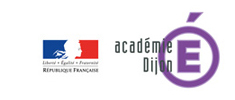 Liberté • Égalité • Fraternité
RÉPUBLIQUE FRANÇAISE
académie
Dijon
É